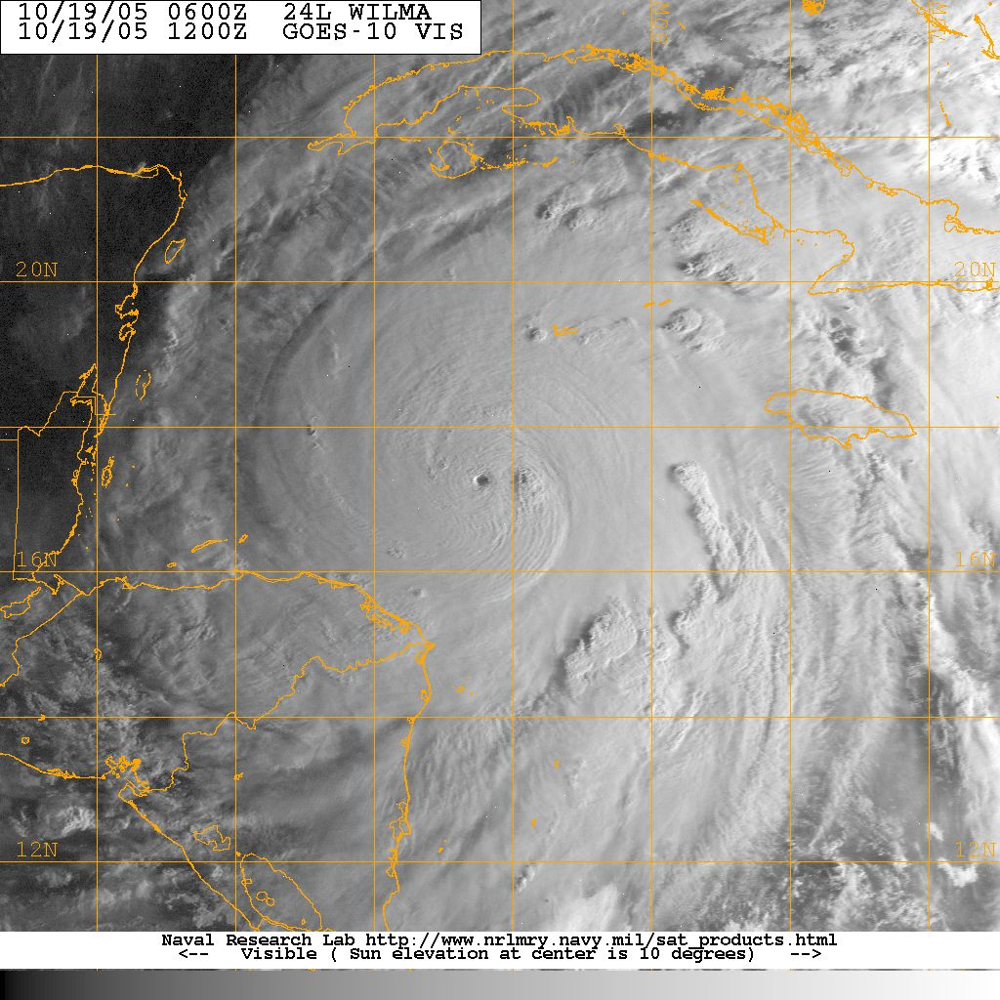 10/19/05 0600Z 24L WILMA
10/19/05 1200Z GOES-10 VIS
20N 20N
16N 16N
12N 12N
Naval Research Lab http://www.nrlmry.navy.mil/sat_products.html
<-- Visible ( Sun elevation at center is 10 degrees) -->